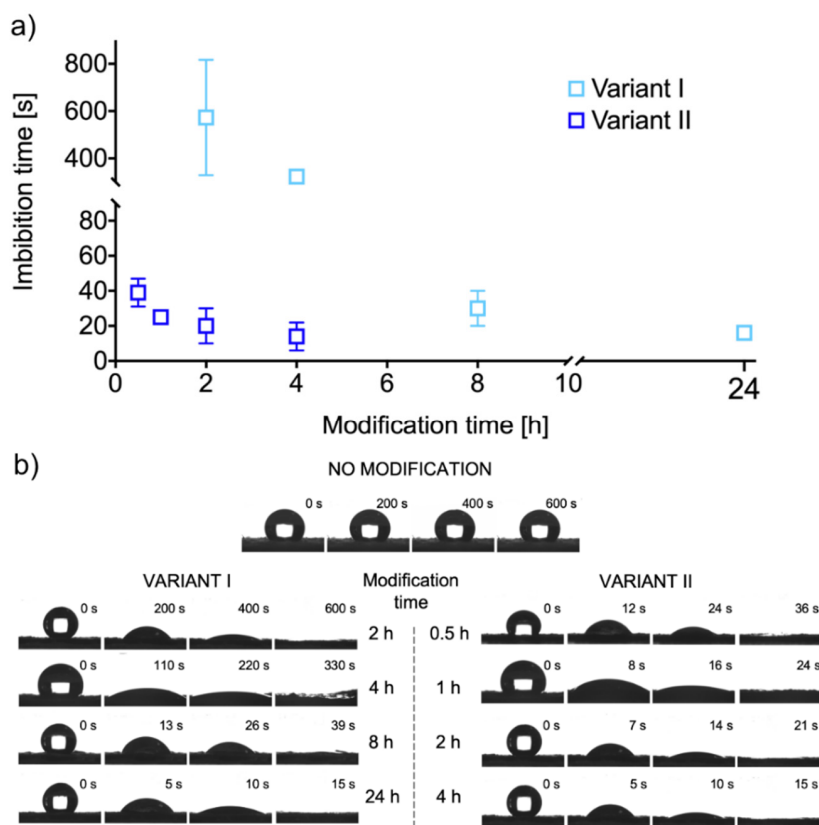 a)
Imbibition time [s]
800
600
400
80
60
40
20
0
Variant I
Variant II
0 2 4 6 8 10 24
Modification time [h]
b)
NO MODIFICATION
0 s 200 s 400 s 600 s
VARIANT I Modification time VARIANT II
0 s 200 s 400 s 600 s 2 h 0.5 h 0 s 12 s 24 s 36 s
0 s 110 s 220 s 330 s 4 h 1 h 0 s 8 s 16 s 24 s
0 s 13 s 26 s 39 s 8 h 2 h 0 s 7 s 14 s 21 s
0 s 5 s 10 s 15 s 24 h 4 h 0 s 5 s 10 s 15 s